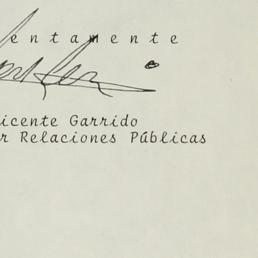 entamente
icente Garrido
r Relaciones Públicas